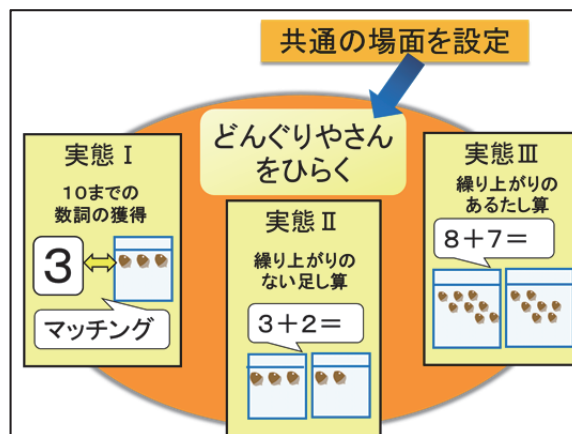 共通の場面を設定
どんぐりやさん
をひらく
実態Ⅰ
10までの
数詞の獲得
3
マッチング
実態Ⅱ
繰り上がりの
ない足し算
3+2=
実態Ⅲ
繰り上がりの
あるたし算
8+7=